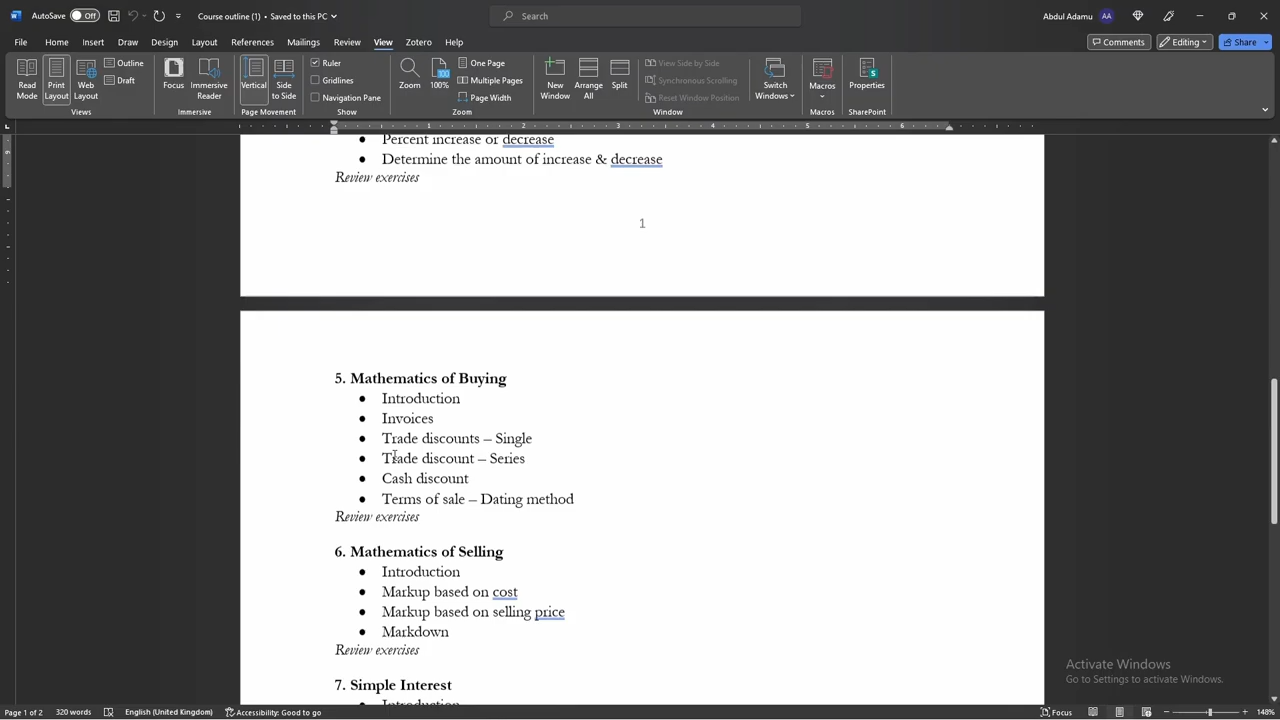 AutoSave Off Course outline (1) • Saved to this PC Search Abdul Adamu AA
File Home Insert Draw Design Layout References Mailings Review View Zotero Help Comments Editing Share
Read Mode Print Layout Web Layout Outline Draft Focus Immersive Reader Vertical Side to Side Ruler Gridlines Navigation Pane Zoom 100% One Page Multiple Pages Page Width New Window Arrange All Split View Side by Side Synchronous Scrolling Reset Window Position Switch Windows Macros Properties
Views Immersive Page Movement Show Zoom Window Macros SharePoint
1 2 3 4 5 6
• Percent increase or decrease
• Determine the amount of increase & decrease
Review exercises
1
5. Mathematics of Buying
• Introduction
• Invoices
• Trade discounts – Single
• Trade discount – Series
• Cash discount
• Terms of sale – Dating method
Review exercises
6. Mathematics of Selling
• Introduction
• Markup based on cost
• Markup based on selling price
• Markdown
Review exercises
7. Simple Interest
• Introduction
Activate Windows
Go to Settings to activate Windows.
Page 1 of 2 320 words English (United Kingdom) Accessibility: Good to go Focus 148%